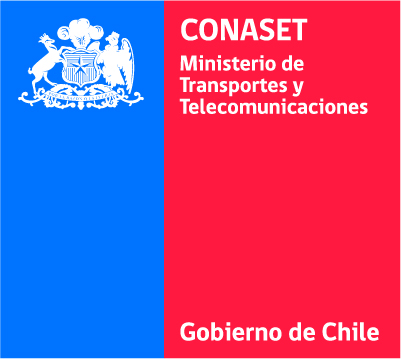 CONASET
Ministerio de
Transportes y
Telecomunicaciones
Gobierno de Chile